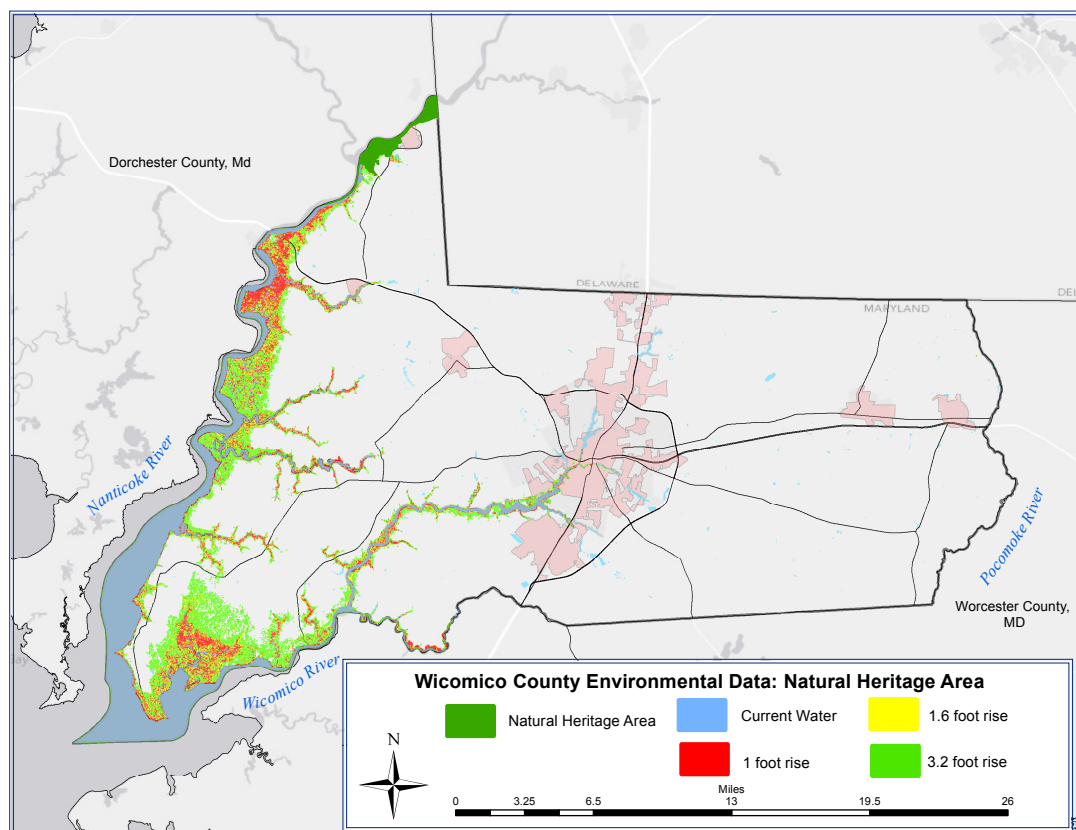 Dorchester County, Md
DELAWARE
MARYLAND
DEL
Nanticoke River
Pocomoke River
Worcester County,
MD
Wicomico River
Wicomico County Environmental Data: Natural Heritage Area
Natural Heritage Area
Current Water
1.6 foot rise
1 foot rise
3.2 foot rise
N
Miles
0 3.25 6.5 13 19.5 26